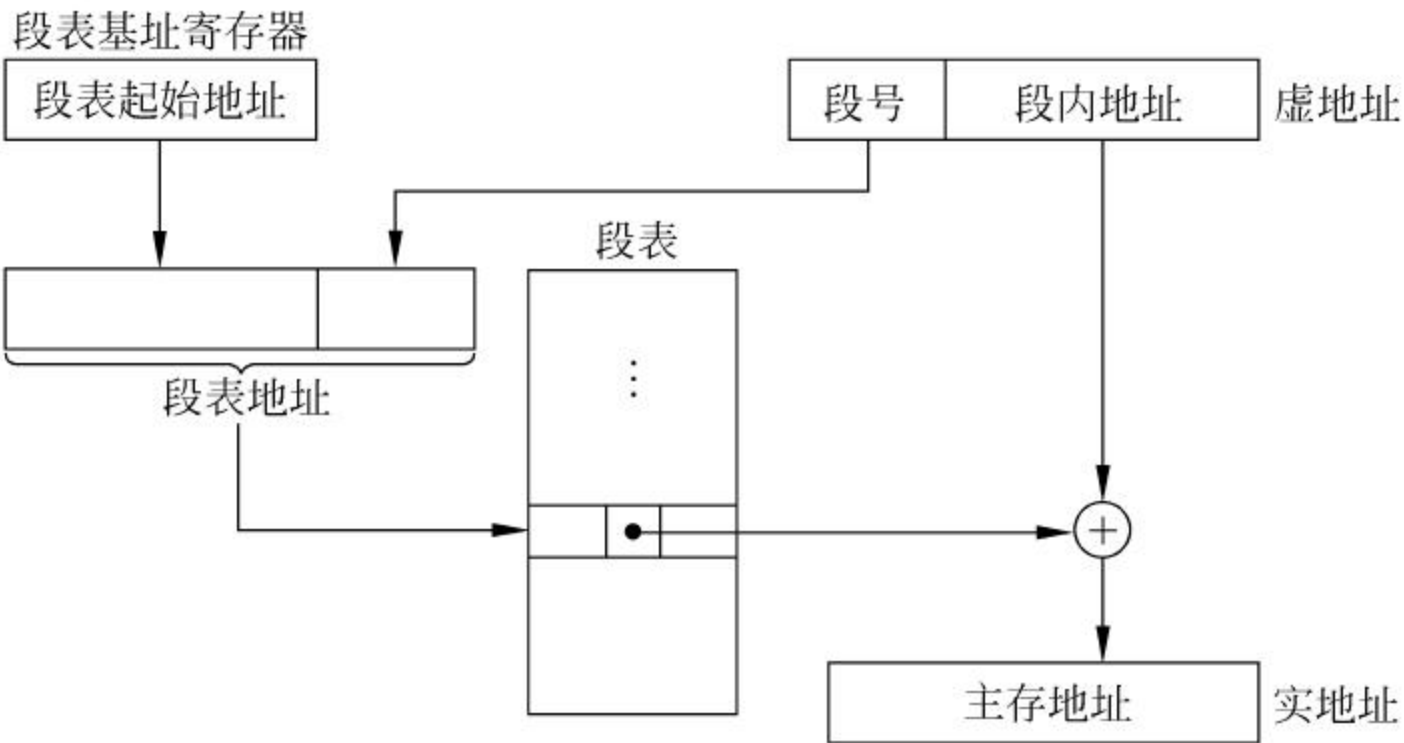 段表基址寄存器
段表起始地址
段号 段内地址 虚地址
段表
⋮
段表地址
+
主存地址 实地址